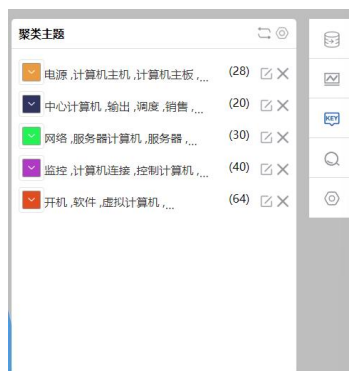 聚类主题
电源 ,计算机主机 ,计算机主板 ,... (28)
中心计算机 ,输出 ,调度 ,销售 ,... (20)
网络 ,服务器计算机 ,服务器 ,... (30)
KEY
监控 ,计算机连接 ,控制计算机 ,... (40)
开机 ,软件 ,虚拟计算机 ,... (64)